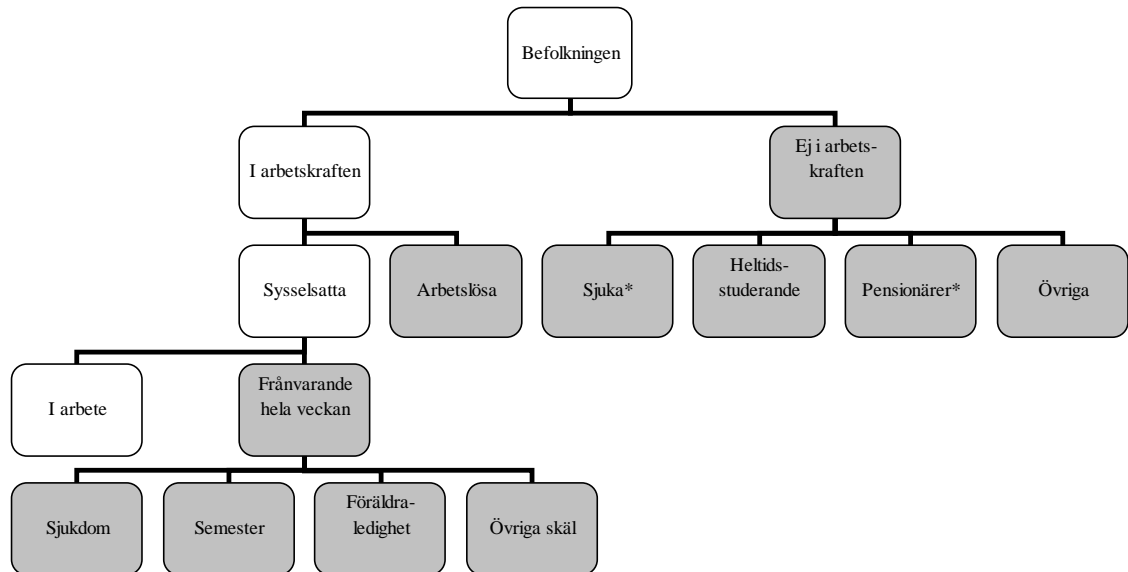 Befolkningen
I arbetskraften
Ej i arbets-
kraften
Sysselsatta
Arbetslösa
Sjuka*
Heltids-
studerande
Pensionärer*
Övriga
I arbete
Frånvarande
hela veckan
Sjukdom
Semester
Föräldra-
ledighet
Övriga skäl